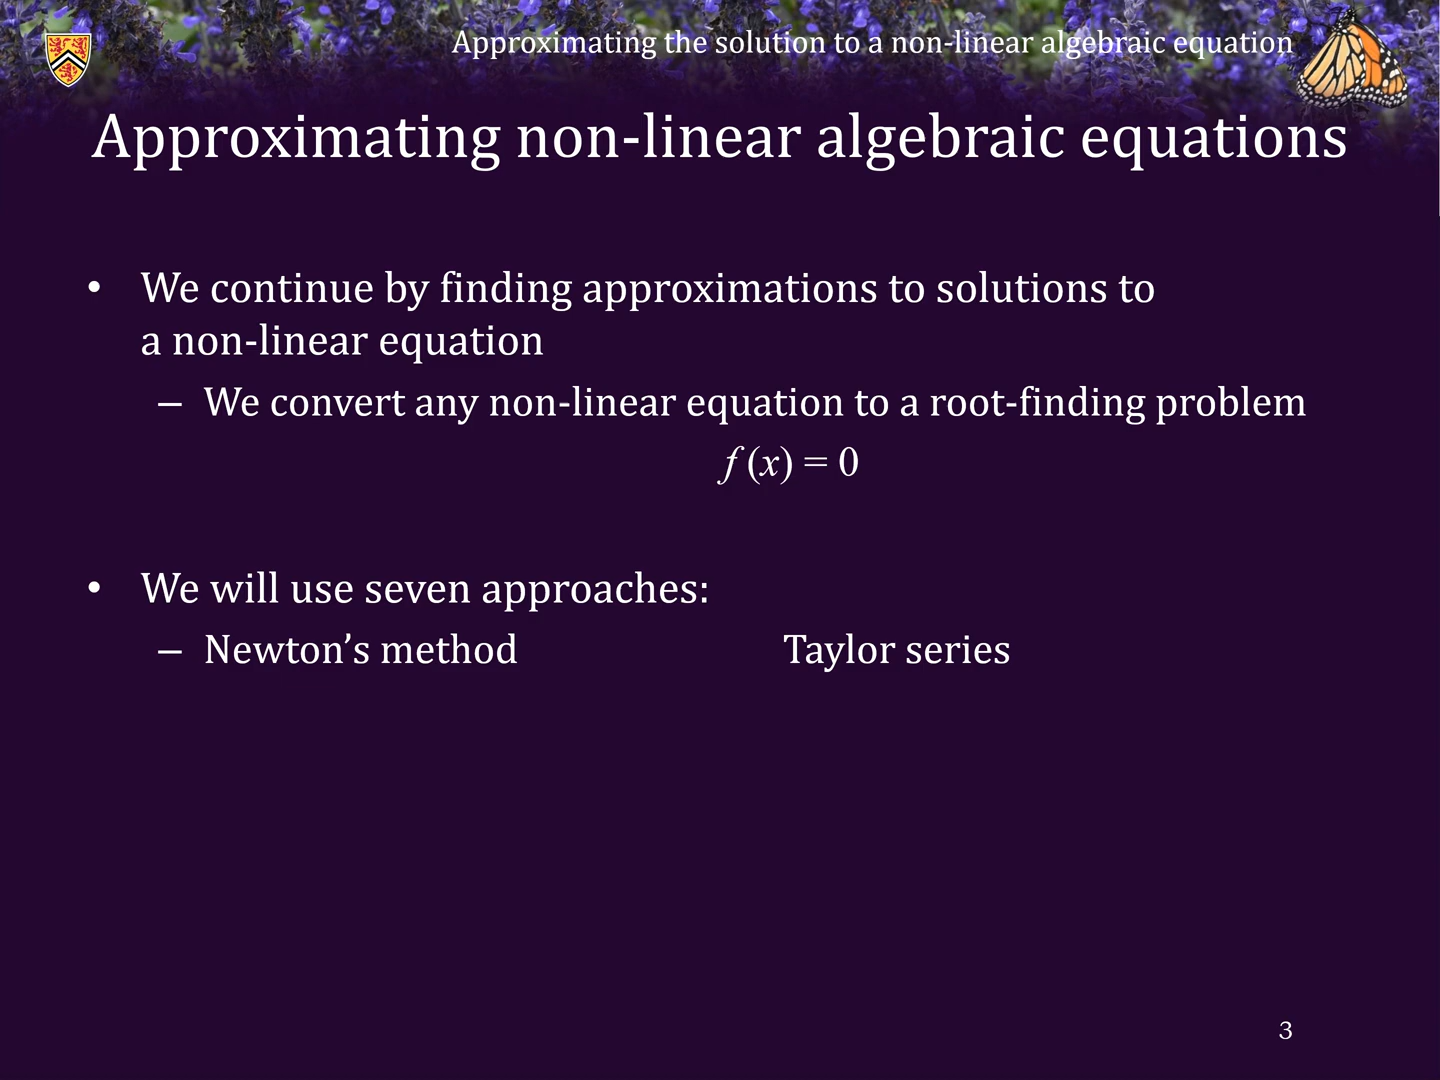 Approximating the solution to a non-linear algebraic equation
Approximating non-linear algebraic equations
• We continue by finding approximations to solutions to
a non-linear equation
– We convert any non-linear equation to a root-finding problem
f (x) = 0
• We will use seven approaches:
– Newton’s method Taylor series
3